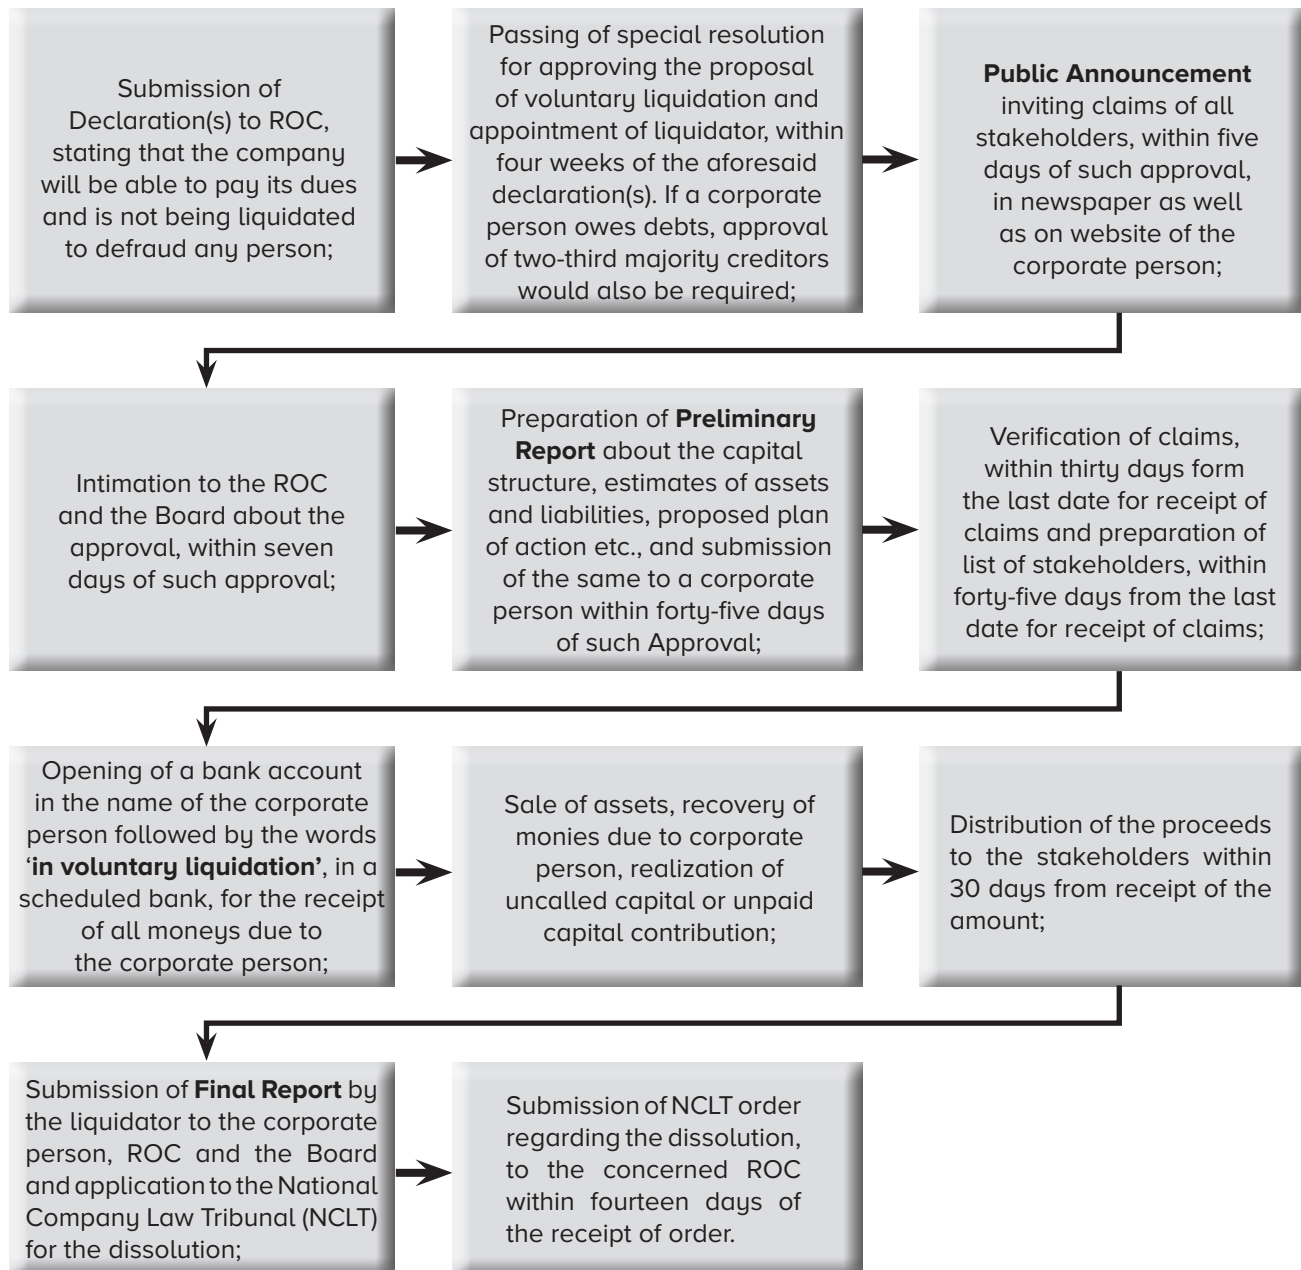 Submission of
Declaration(s) to ROC,
stating that the company
will be able to pay its dues
and is not being liquidated
to defraud any person;
Passing of special resolution
for approving the proposal
of voluntary liquidation and
appointment of liquidator, within
four weeks of the aforesaid
declaration(s). If a corporate
person owes debts, approval
of two-third majority creditors
would also be required;
Public Announcement
inviting claims of all
stakeholders, within five
days of such approval,
in newspaper as well
as on website of the
corporate person;
Intimation to the ROC
and the Board about the
approval, within seven
days of such approval;
Preparation of Preliminary
Report about the capital
structure, estimates of assets
and liabilities, proposed plan
of action etc., and submission
of the same to a corporate
person within forty-five days
of such Approval;
Verification of claims,
within thirty days form
the last date for receipt of
claims and preparation of
list of stakeholders, within
forty-five days from the last
date for receipt of claims;
Opening of a bank account
in the name of the corporate
person followed by the words
‘in voluntary liquidation’, in a
scheduled bank, for the receipt
of all moneys due to
the corporate person;
Sale of assets, recovery of
monies due to corporate
person, realization of
uncalled capital or unpaid
capital contribution;
Distribution of the proceeds
to the stakeholders within
30 days from receipt of the
amount;
Submission of Final Report by
the liquidator to the corporate
person, ROC and the Board
and application to the National
Company Law Tribunal (NCLT)
for the dissolution;
Submission of NCLT order
regarding the dissolution,
to the concerned ROC
within fourteen days of
the receipt of order.